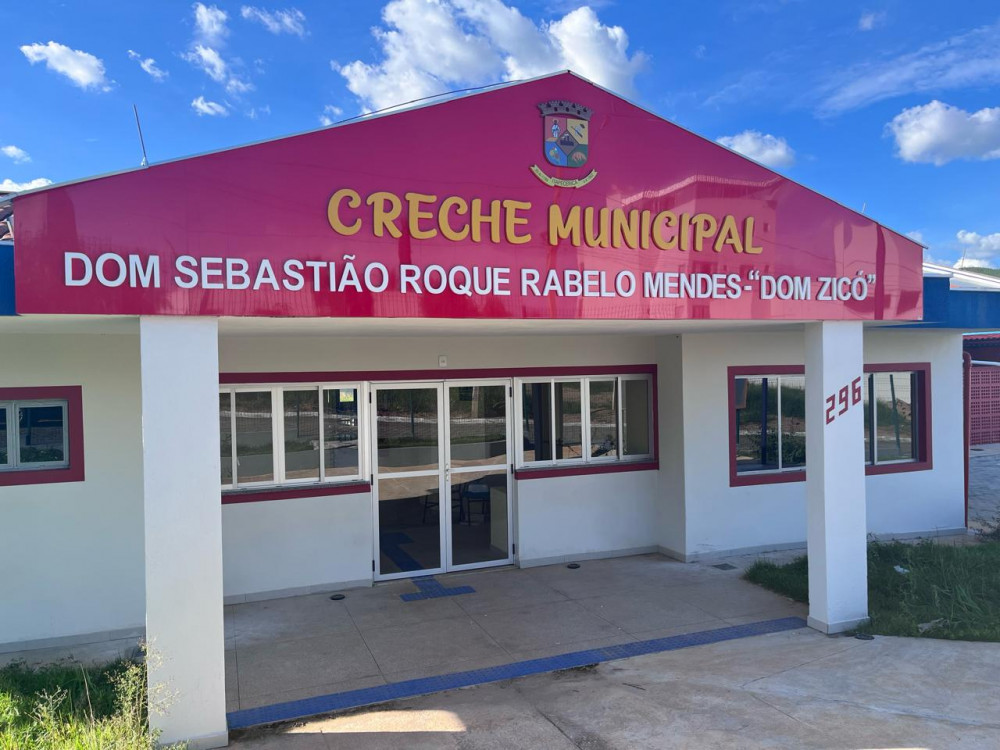 CRECHE MUNICIPAL
DOM SEBASTIÃO ROQUE RABELO MENDES-"DOM ZICÓ"
296